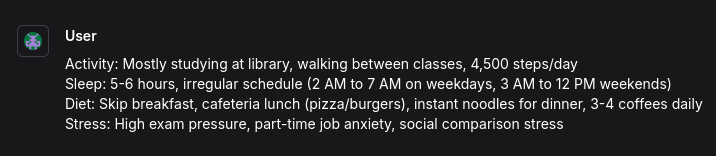 User
Activity: Mostly studying at library, walking between classes, 4,500 steps/day
Sleep: 5-6 hours, irregular schedule (2 AM to 7 AM on weekdays, 3 AM to 12 PM weekends)
Diet: Skip breakfast, cafeteria lunch (pizza/burgers), instant noodles for dinner, 3-4 coffees daily
Stress: High exam pressure, part-time job anxiety, social comparison stress